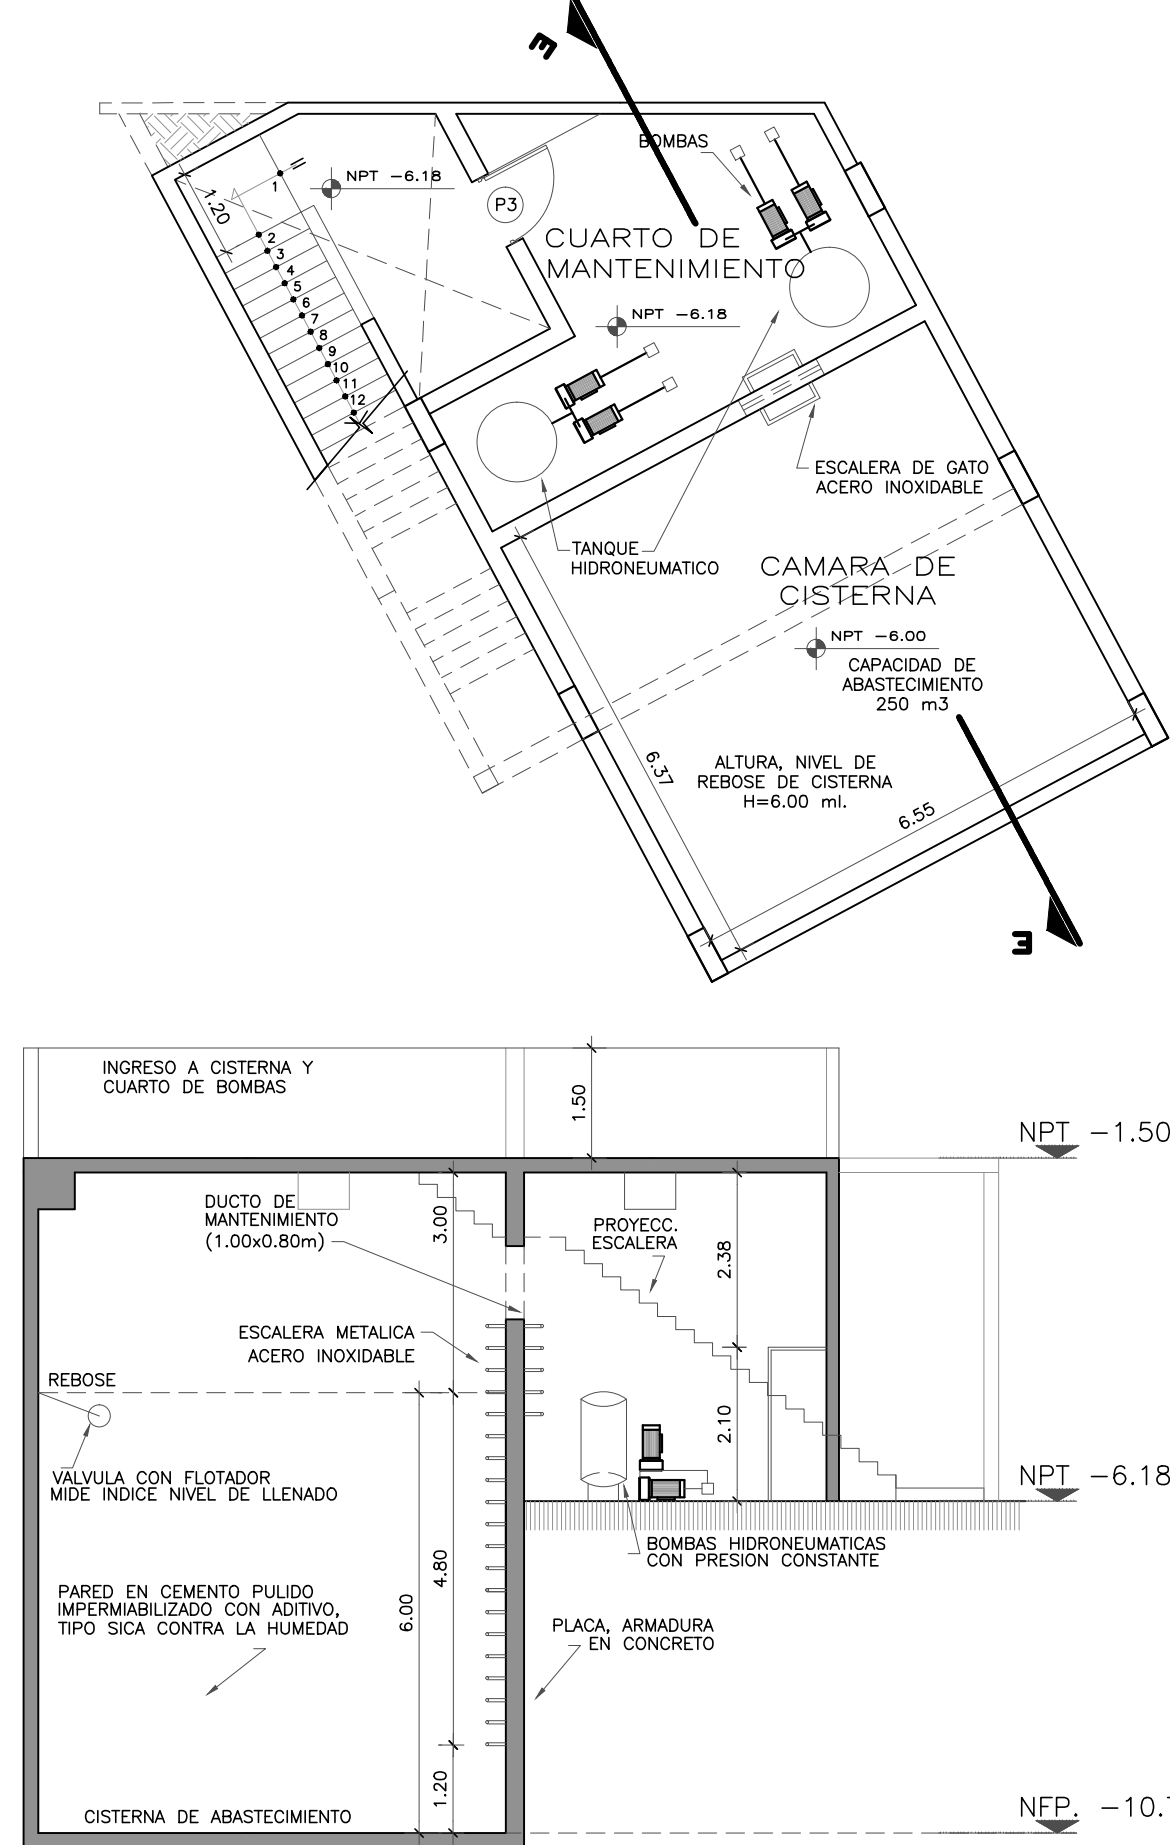 E
BOMBAS
NPT -6.18
1
1.20
P3
CUARTO DE
MANTENIMIENTO
2
3
4
5
6
7
8
9
10
11
12
NPT -6.18
ESCALERA DE GATO
ACERO INOXIDABLE
TANQUE
HIDRONEUMATICO
CAMARA DE
CISTERNA
NPT -6.00
CAPACIDAD DE
ABASTECIMIENTO
250 m3
6.37
ALTURA, NIVEL DE
REBOSE DE CISTERNA
H=6.00 ml.
6.55
E
INGRESO A CISTERNA Y
CUARTO DE BOMBAS
1.50
NPT -1.50
DUCTO DE
MANTENIMIENTO
(1.00x0.80m)
3.00
PROYECC.
ESCALERA
2.38
ESCALERA METALICA
ACERO INOXIDABLE
REBOSE
2.10
VALVULA CON FLOTADOR
MIDE INDICE NIVEL DE LLENADO
NPT -6.18
BOMBAS HIDRONEUMATICAS
CON PRESION CONSTANTE
4.80
6.00
PARED EN CEMENTO PULIDO
IMPERMIABILIZADO CON ADITIVO,
TIPO SICA CONTRA LA HUMEDAD
PLACA, ARMADURA
EN CONCRETO
1.20
CISTERNA DE ABASTECIMIENTO
NFP. -10.